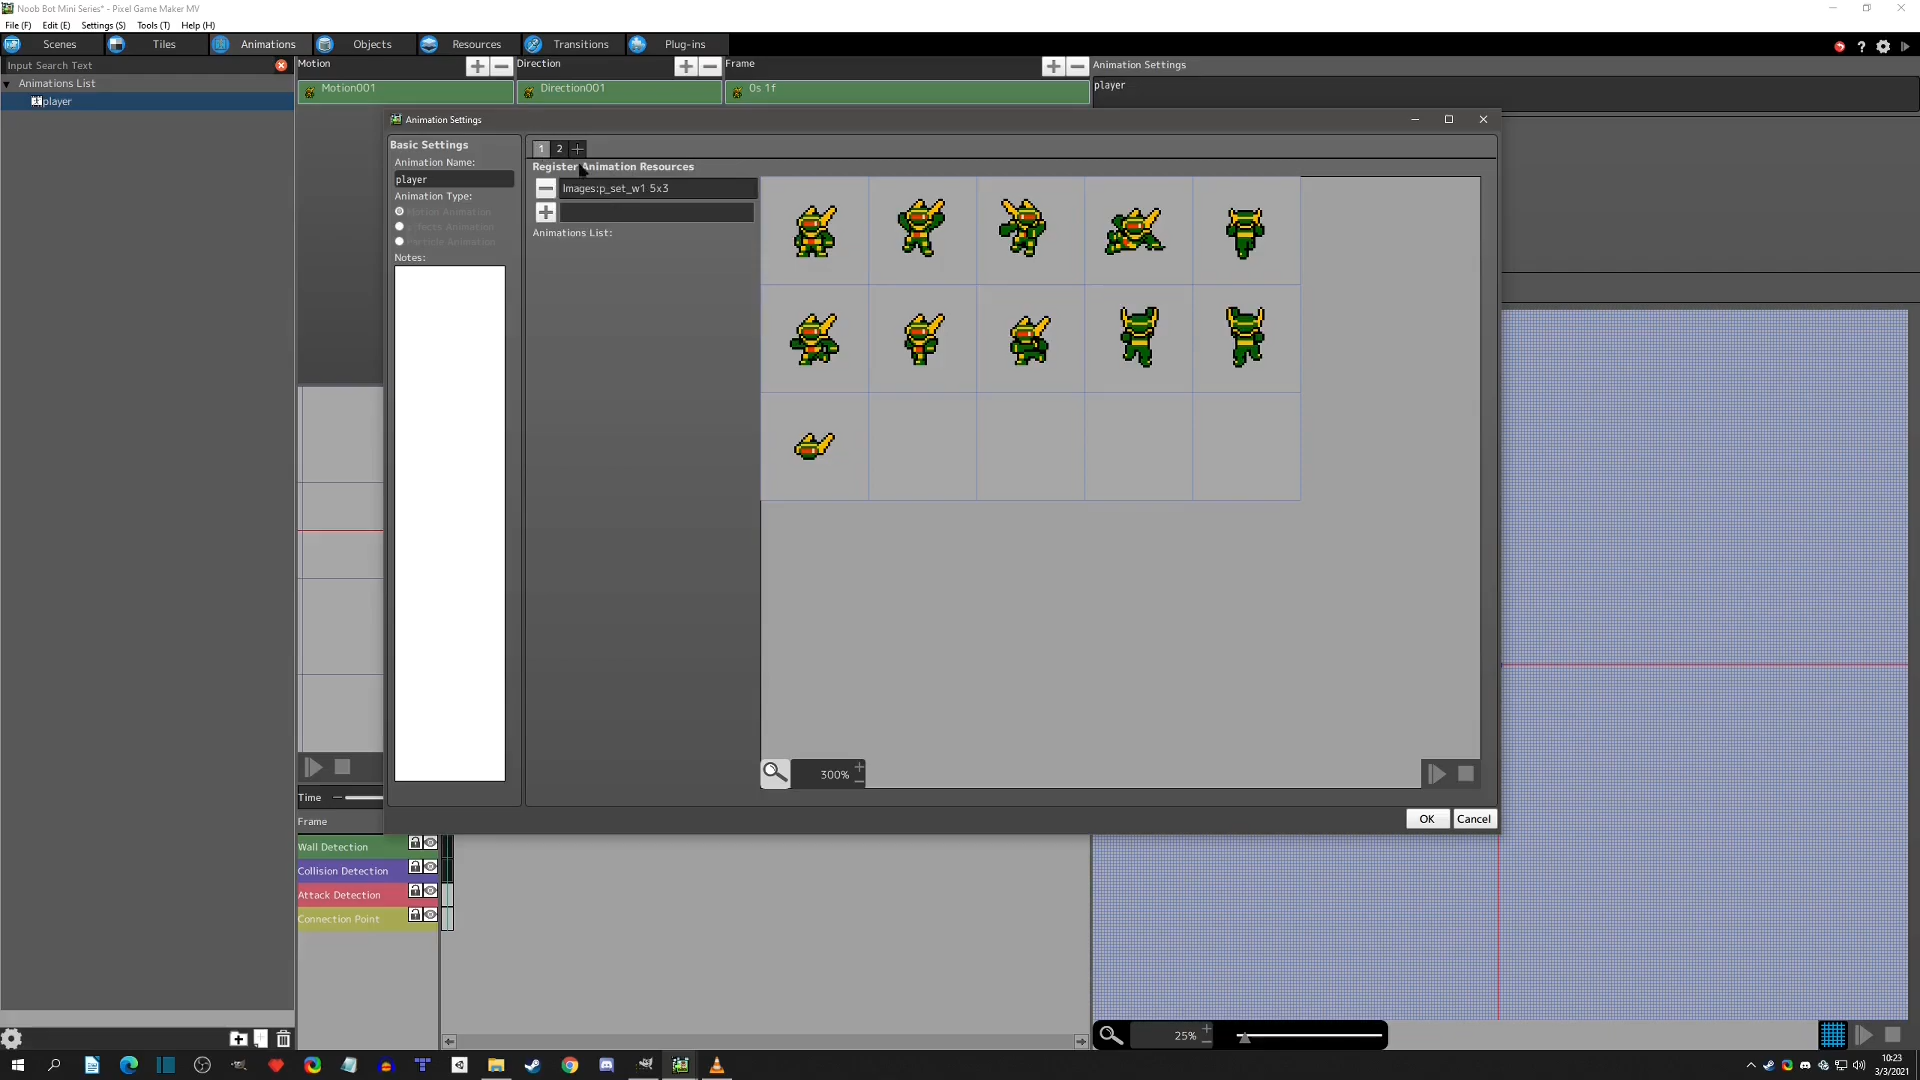 Noob Bot Mini Series* - Pixel Game Maker MV
File (F) Edit (E) Settings (S) Tools (T) Help (H)
Scenes Tiles Animations Objects Resources Transitions Plug-ins
Input Search Text
Motion Direction Frame Animation Settings
Animations List
Motion001 Direction001 0s 1f player
player
Animation Settings
Basic Settings
Animation Name:
player
Animation Type:
Motion Animation
Particle Animation
Notes:
1 2
Register Animation Resources
Images:p_set_w1 5x3
Animations List:
300%
OK Cancel
Time
Frame
Wall Detection
Collision Detection
Attack Detection
Connection Point
25%
10:23
3/3/2021